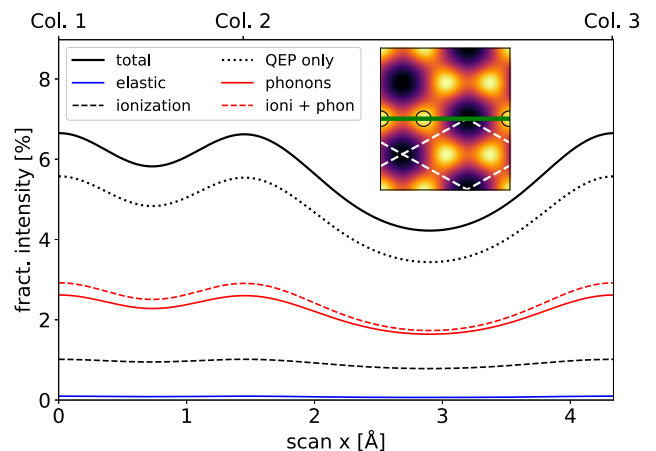 Col. 1 Col. 2 Col. 3
total QEP only
elastic phonons
ionization ioni + phon
8
6
4
2
0
fract. intensity [%]
0 1 2 3 4
scan x [Å]